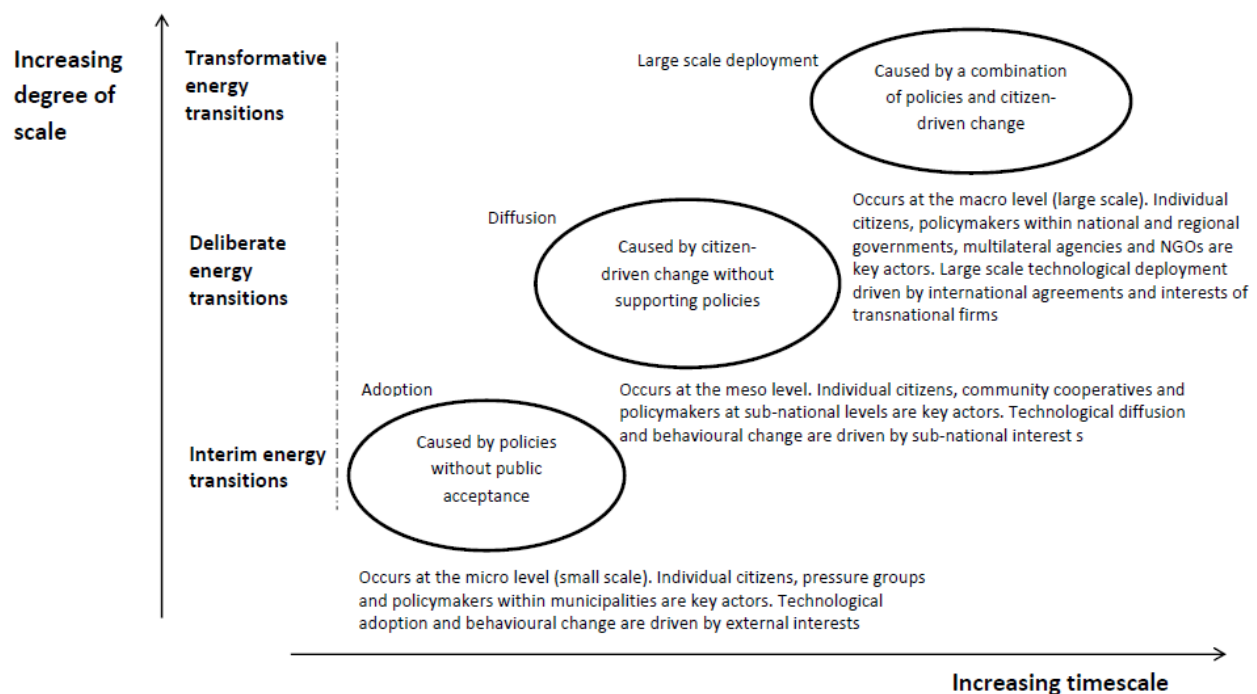 Increasing
degree of
scale
Transformative
energy
transitions
Large scale deployment
Caused by a combination
of policies and citizen-
driven change
Occurs at the macro level (large scale). Individual
citizens, policymakers within national and regional
governments, multilateral agencies and NGOs are
key actors. Large scale technological deployment
driven by international agreements and interests of
transnational firms
Deliberate
energy
transitions
Diffusion
Caused by citizen-
driven change without
supporting policies
Occurs at the meso level. Individual citizens, community cooperatives and
policymakers at sub-national levels are key actors. Technological diffusion
and behavioural change are driven by sub-national interest s
Interim energy
transitions
Adoption
Caused by policies
without public
acceptance
Occurs at the micro level (small scale). Individual citizens, pressure groups
and policymakers within municipalities are key actors. Technological
adoption and behavioural change are driven by external interests
Increasing timescale